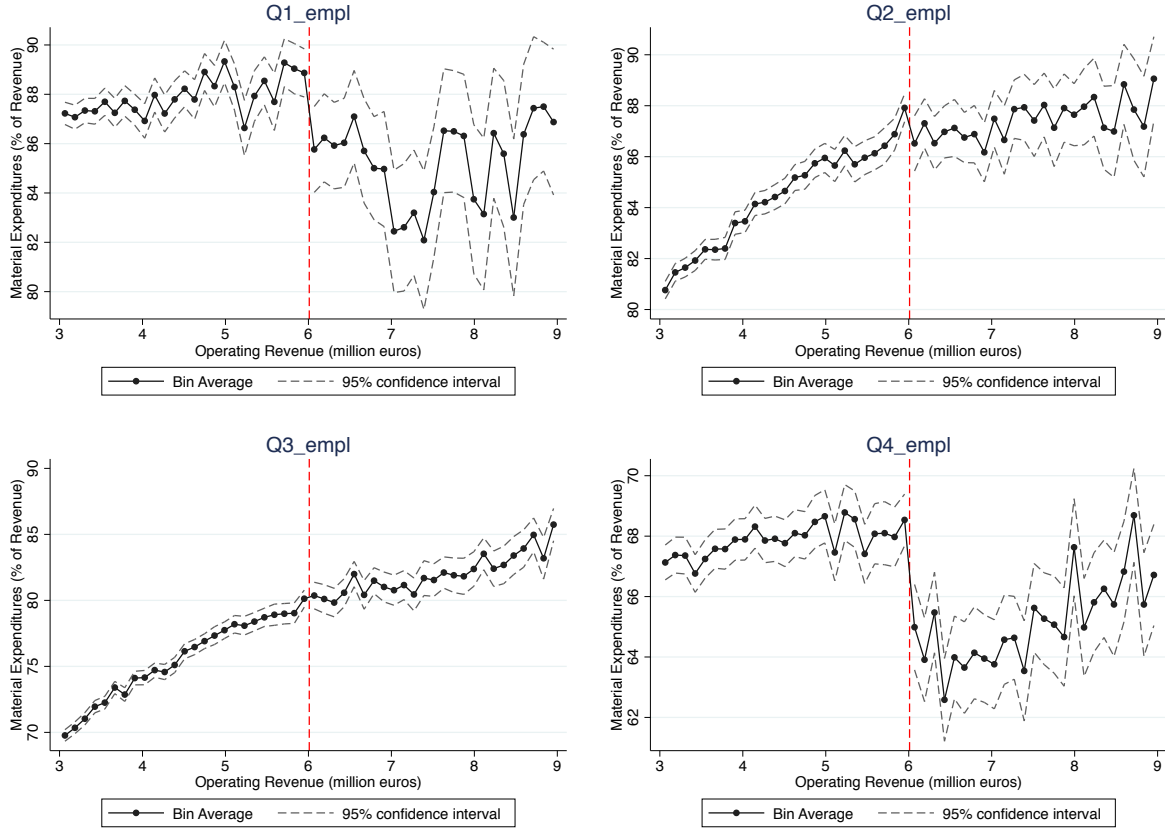 Q1_empl
Material Expenditures (% of Revenue)
80 82 84 86 88 90
3 4 5 6 7 8 9
Operating Revenue (million euros)
Bin Average 95% confidence interval
Q2_empl
Material Expenditures (% of Revenue)
80 82 84 86 88 90
3 4 5 6 7 8 9
Operating Revenue (million euros)
Bin Average 95% confidence interval
Q3_empl
Material Expenditures (% of Revenue)
70 75 80 85 90
3 4 5 6 7 8 9
Operating Revenue (million euros)
Bin Average 95% confidence interval
Q4_empl
Material Expenditures (% of Revenue)
62 64 66 68 70
3 4 5 6 7 8 9
Operating Revenue (million euros)
Bin Average 95% confidence interval